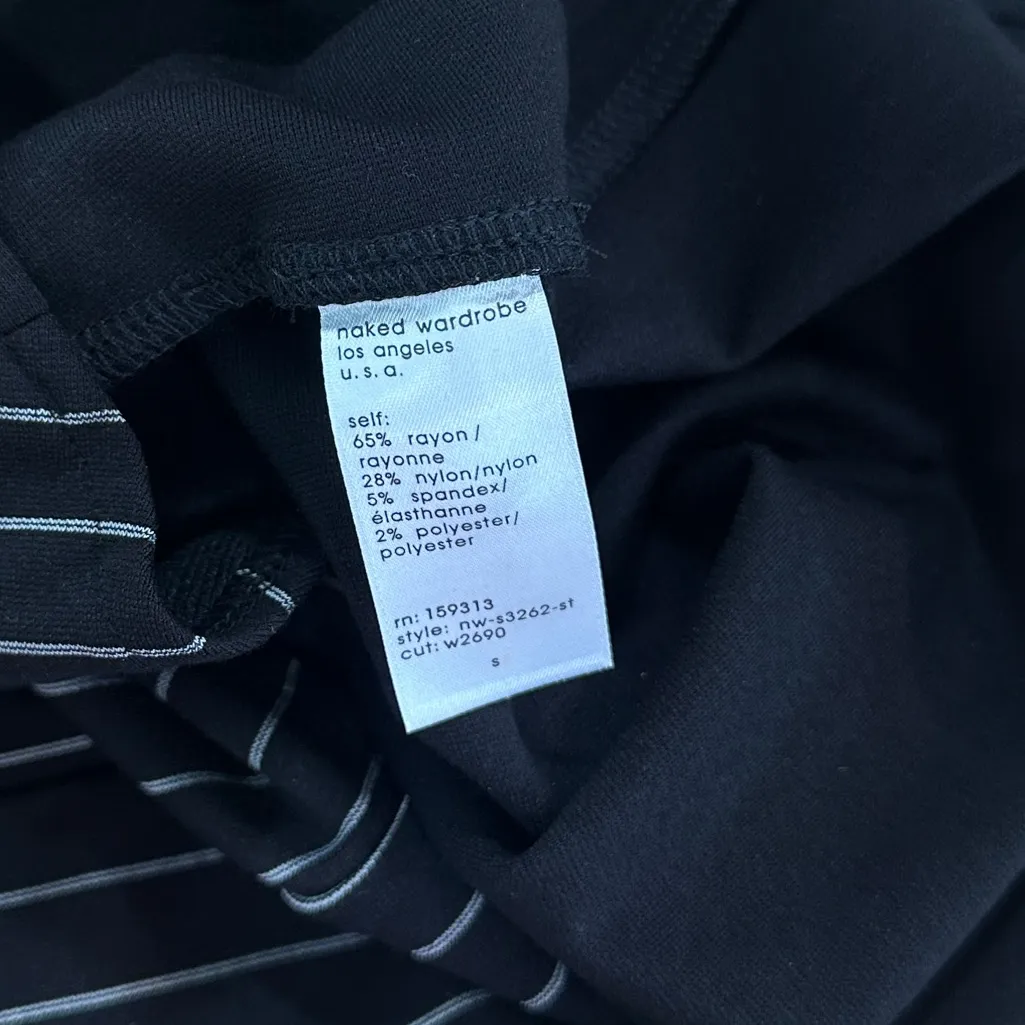 naked wardrobe
los angeles
u.s.a.
self:
65% rayon/
rayonne
28% nylon/nylon
5% spandex/
élasthanne
2% polyester/
polyester
rn: 159313
style: nw-s3262-st
cut: w2690
s